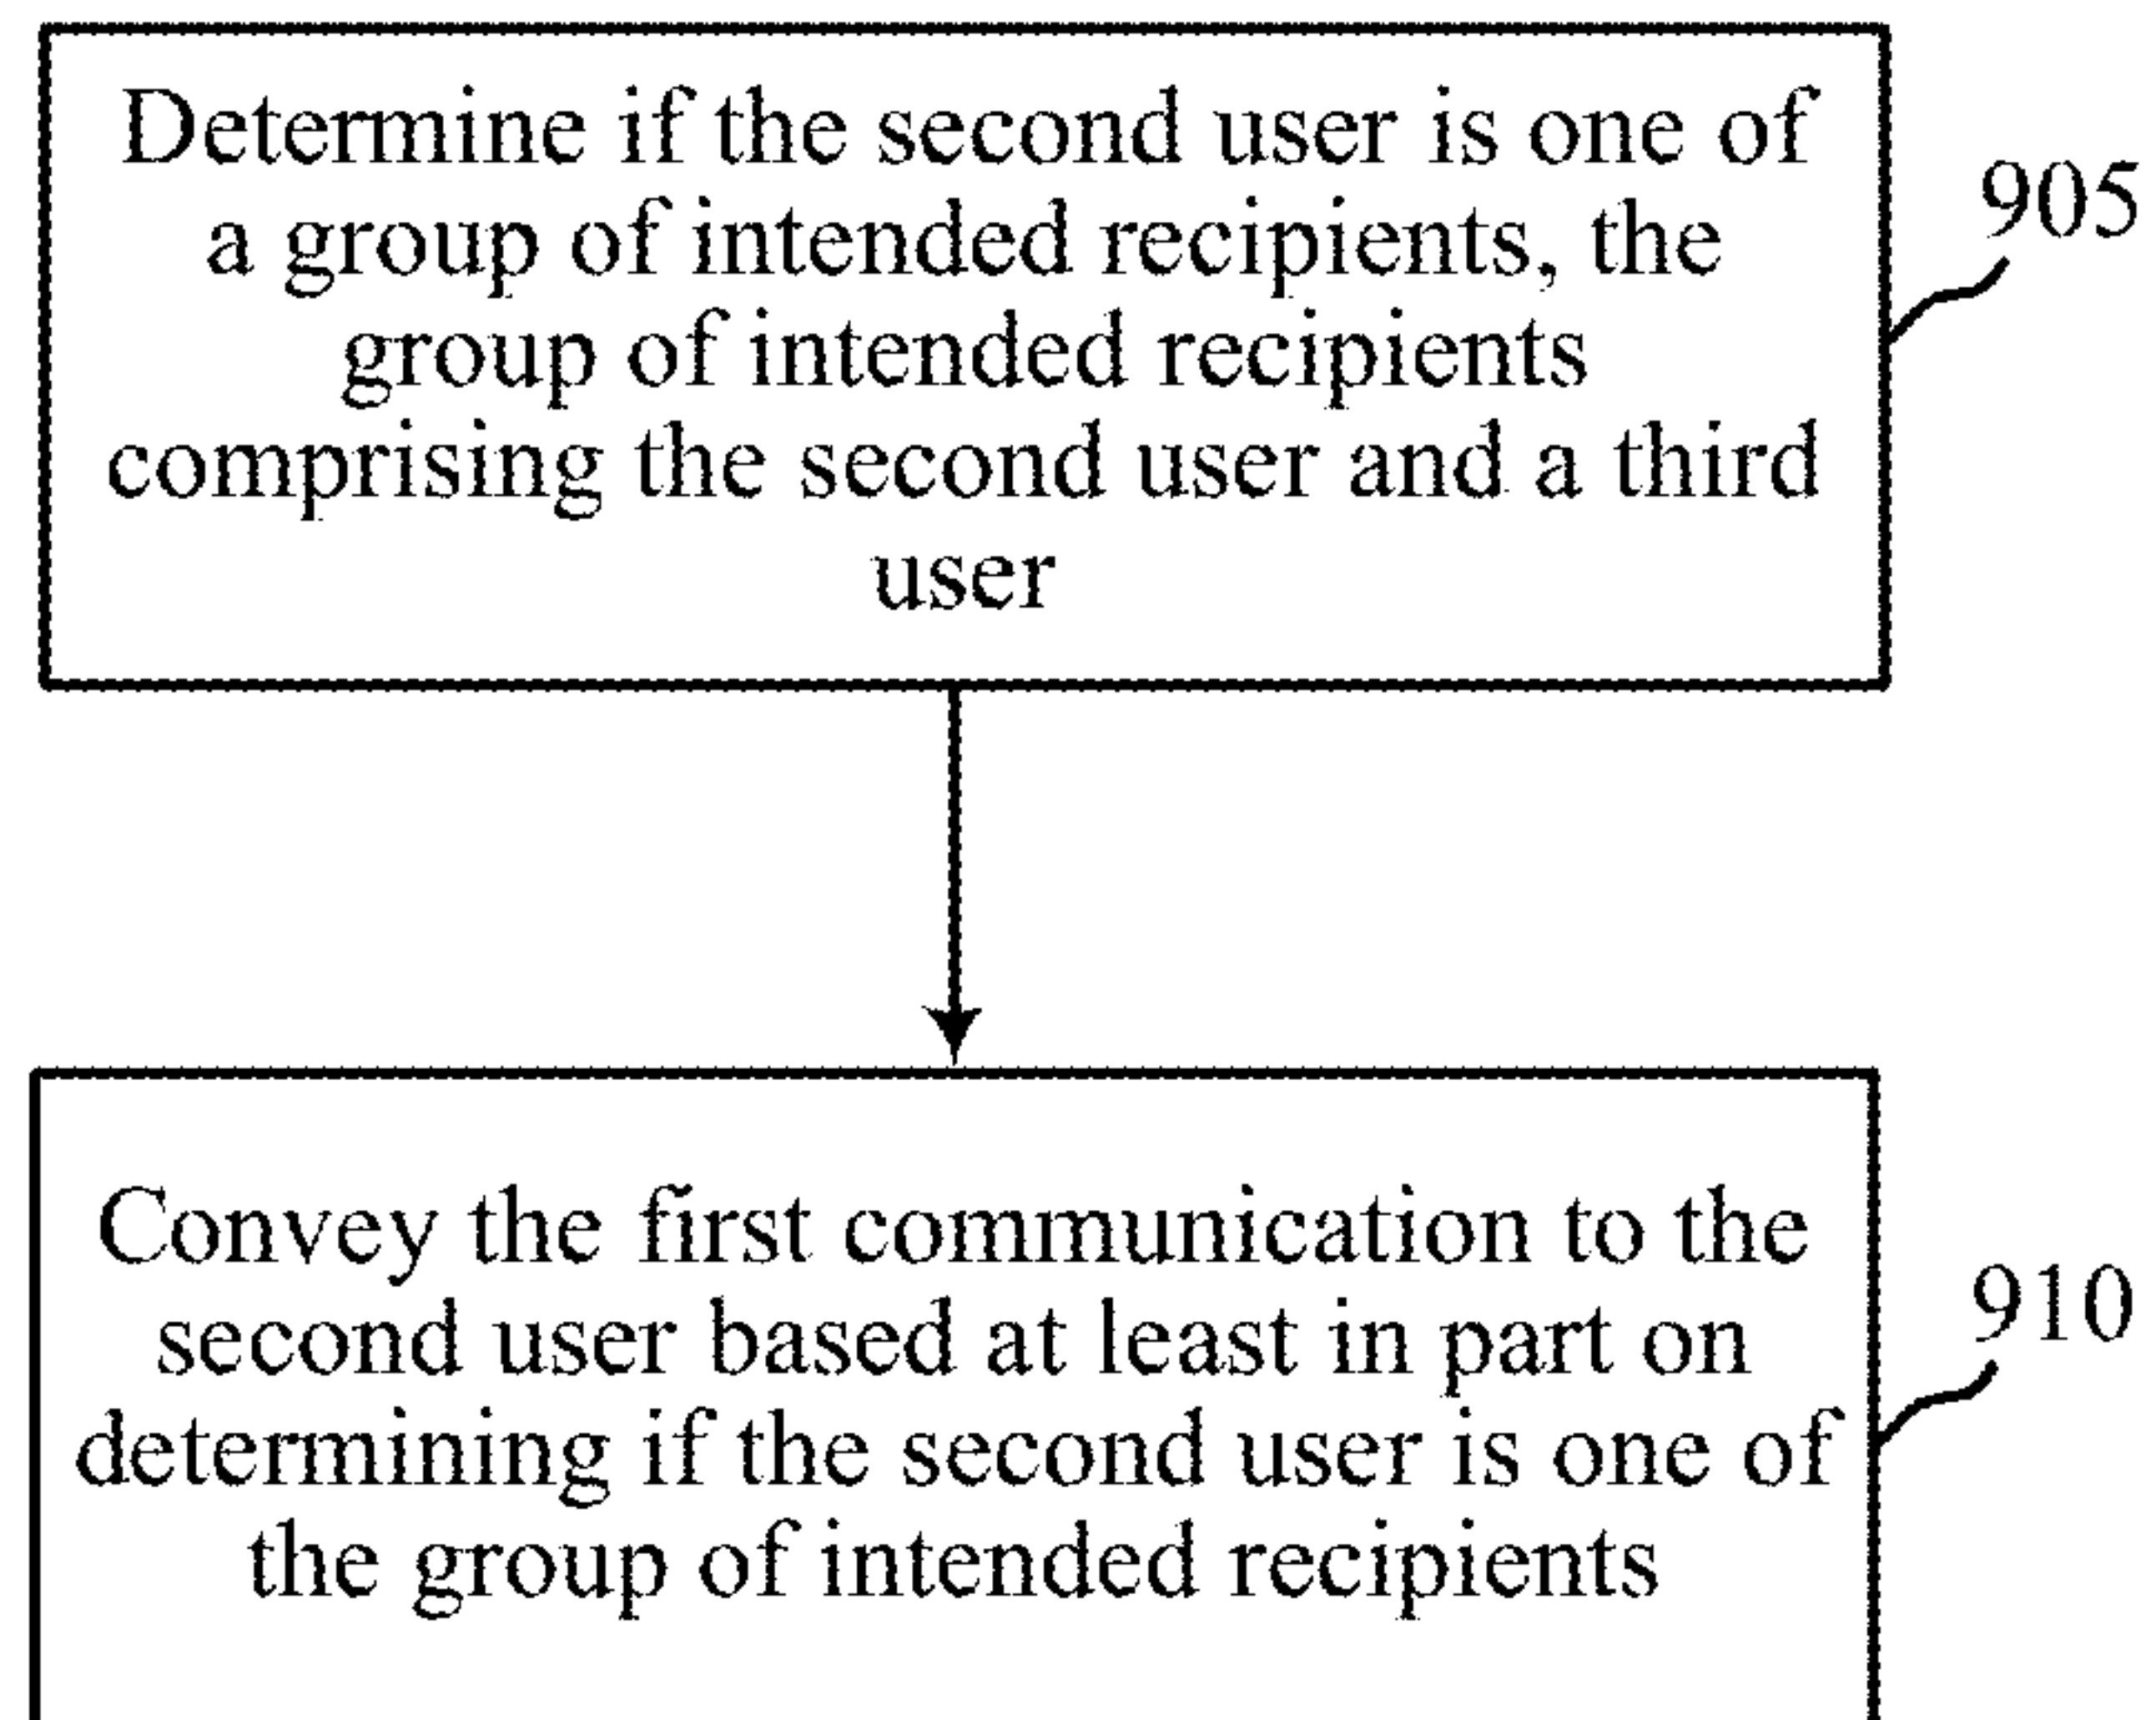 Determine if the second user is one of
a group of intended recipients, the
group of intended recipients
comprising the second user and a third
user
905
Convey the first communication to the
second user based at least in part on
determining if the second user is one of
the group of intended recipients
910